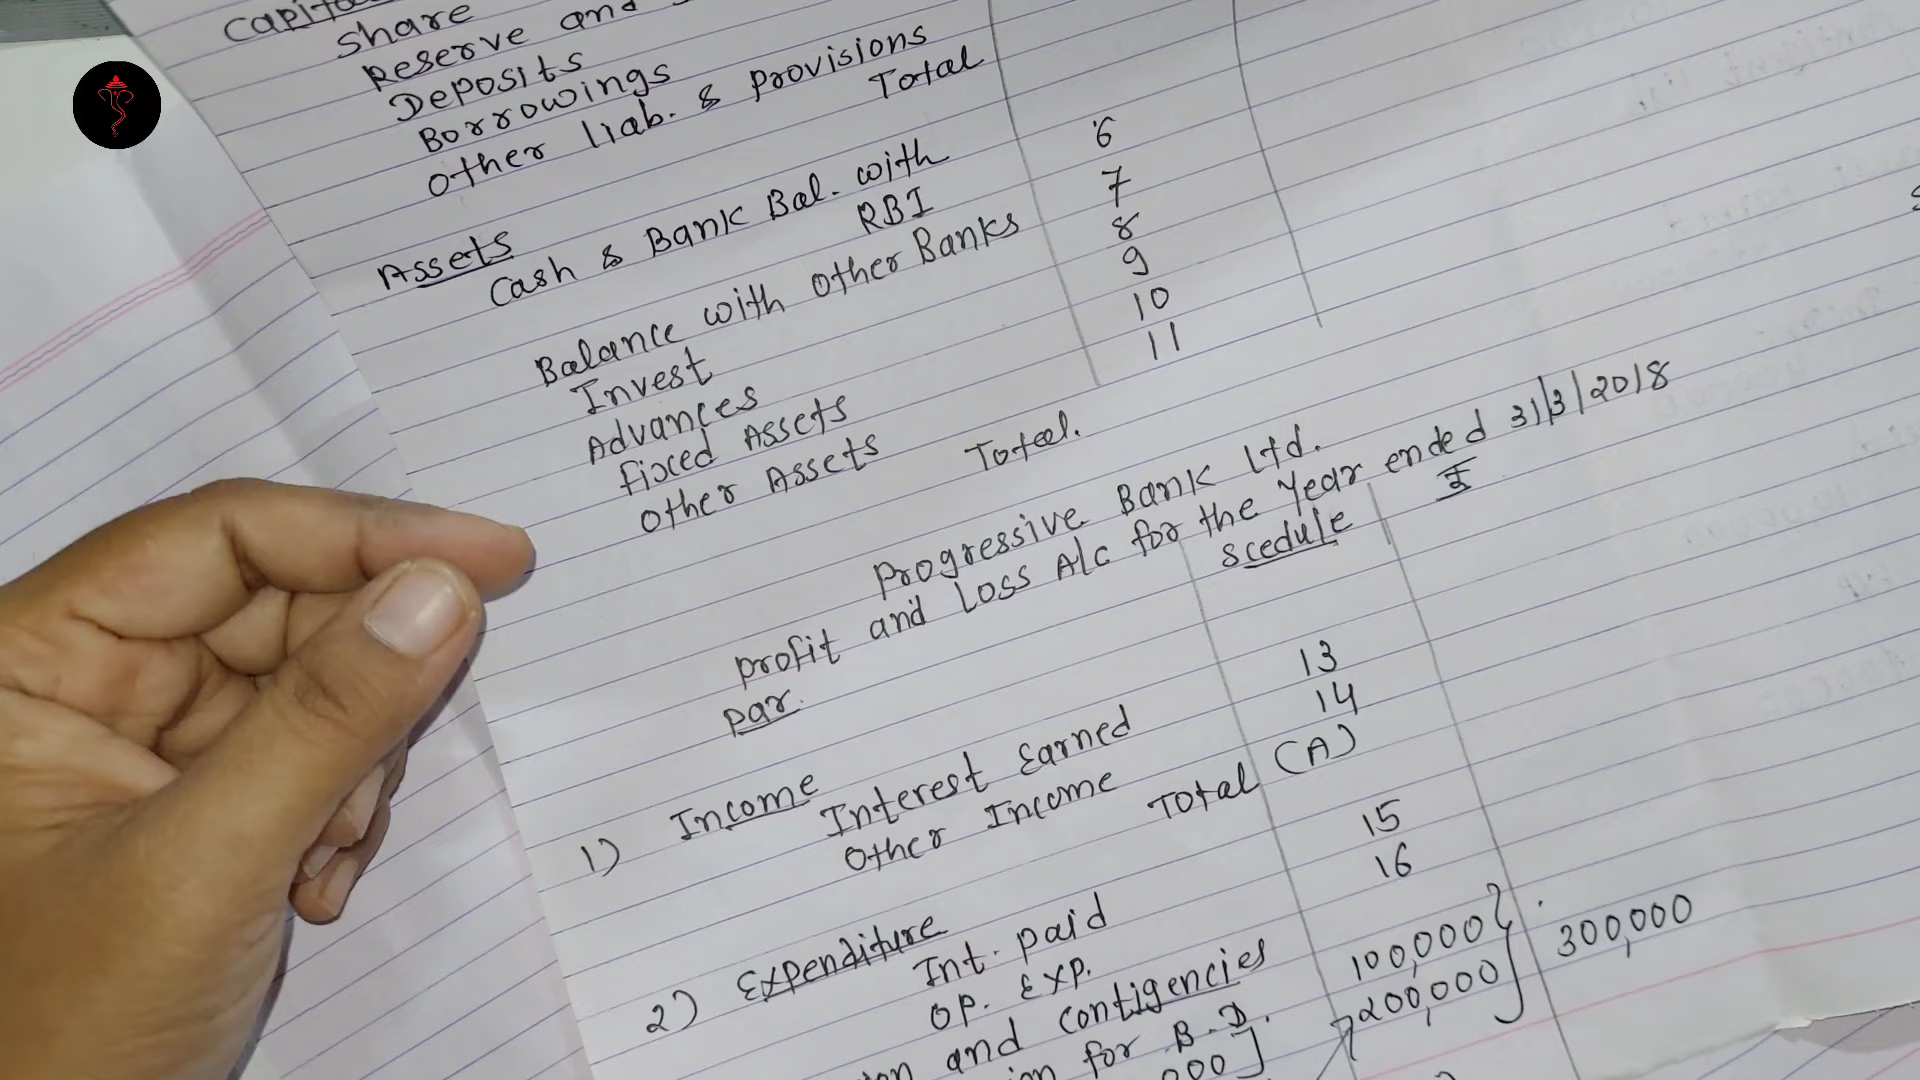 Capital
Share
Reserve and
Deposits
Borrowings
Other liab. & provisions
Total
Assets
Cash & Bank Bal. with RBI 6
Balance with other Banks 7
Invest 8
Advances 9
Fixed Assets 10
Other Assets 11
Total.
Progressive Bank Ltd.
Profit and Loss A/c for the Year ended 31/3/2018
Par. Scedule ₹
1) Income
Interest Earned 13
Other Income 14
Total (A)
2) Expenditure
Int. paid 15
Op. Exp. 16
and contigencies 100,000
for B.D. 200,000 300,000